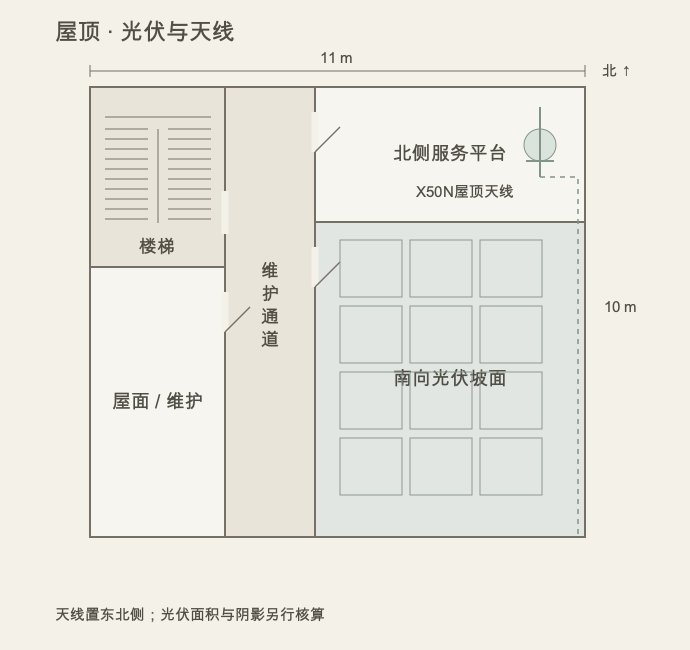 屋顶 · 光伏与天线
11 m
北 ↑
北侧服务平台
X50N屋顶天线
楼梯
维护通道
10 m
南向光伏坡面
屋面 / 维护
天线置东北侧；光伏面积与阴影另行核算